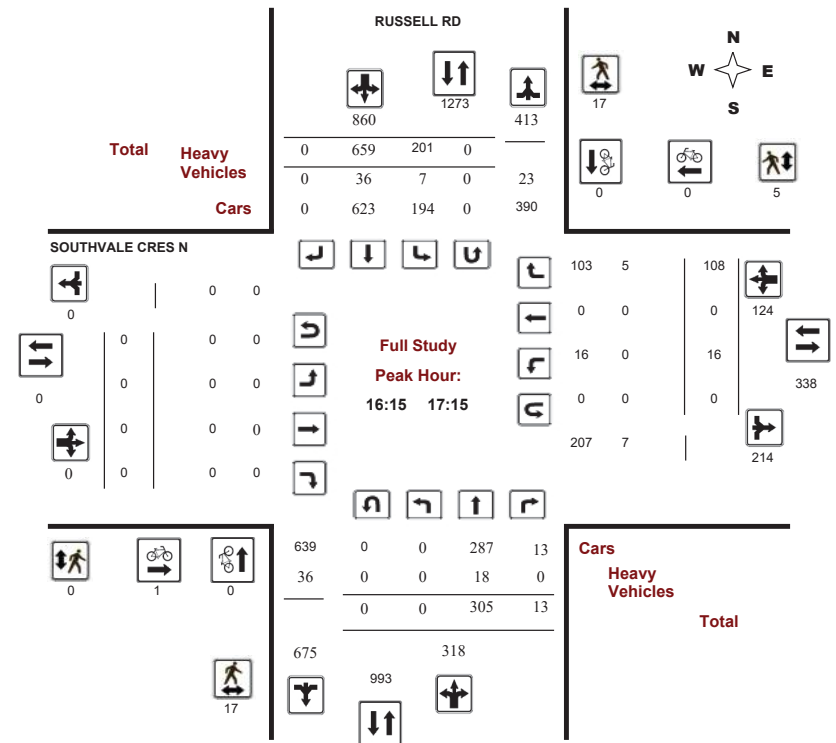 RUSSELL RD
N
W E
S
17
1273
860 413
Total Heavy Vehicles
0 659 201 0
0 36 7 0 23
Cars 0 623 194 0 390
0 0 5
SOUTHVALE CRES N
0 0 0
103 5 108
124
0 0 0
0 0 0
Full Study
Peak Hour:
16:15 17:15
0
0 0 0
16 0 16
338
0 0 0
0 0 0
207 7
214
0 0 0 0
639 0 0 287 13
36 0 0 18 0
0 0 305 13
Cars
Heavy
Vehicles
Total
0 1 0
675 318
993
17